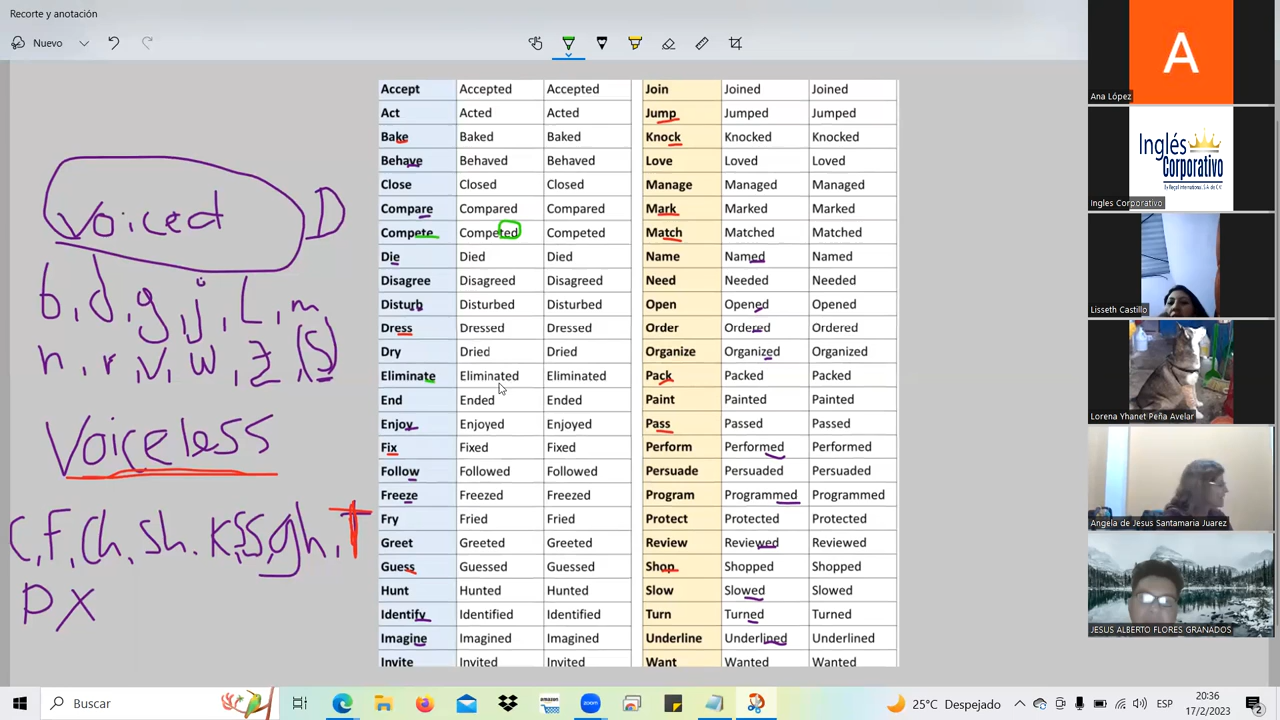 Recorte y anotación
Nuevo
Voiced D
b, d, g, j, L, m,
n, r, V, W, Z, (S)
Voiceless
C, F, Ch, sh. K, S, S, gh, . T
P X
Accept Accepted Accepted Join Joined Joined
Act Acted Acted Jump Jumped Jumped
Bake Baked Baked Knock Knocked Knocked
Behave Behaved Behaved Love Loved Loved
Close Closed Closed Manage Managed Managed
Compare Compared Compared Mark Marked Marked
Compete Competed Competed Match Matched Matched
Die Died Died Name Named Named
Disagree Disagreed Disagreed Need Needed Needed
Disturb Disturbed Disturbed Open Opened Opened
Dress Dressed Dressed Order Ordered Ordered
Dry Dried Dried Organize Organized Organized
Eliminate Eliminated Eliminated Pack Packed Packed
End Ended Ended Paint Painted Painted
Enjoy Enjoyed Enjoyed Pass Passed Passed
Fix Fixed Fixed Perform Performed Performed
Follow Followed Followed Persuade Persuaded Persuaded
Freeze Freezed Freezed Program Programmed Programmed
Fry Fried Fried Protect Protected Protected
Greet Greeted Greeted Review Reviewed Reviewed
Guess Guessed Guessed Shop Shopped Shopped
Hunt Hunted Hunted Slow Slowed Slowed
Identify Identified Identified Turn Turned Turned
Imagine Imagined Imagined Underline Underlined Underlined
Invite Invited Invited Want Wanted Wanted
A
Ana López
Inglés
Corporativo
Ingles Corporativo
Lisseth Castillo
Lorena Yhanet Peña Avelar
Angela de Jesus Santamaria Juarez
JESUS ALBERTO FLORES GRANADOS
Buscar
amazon
zoom
25°C Despejado
ESP
20:36
17/2/2023
2